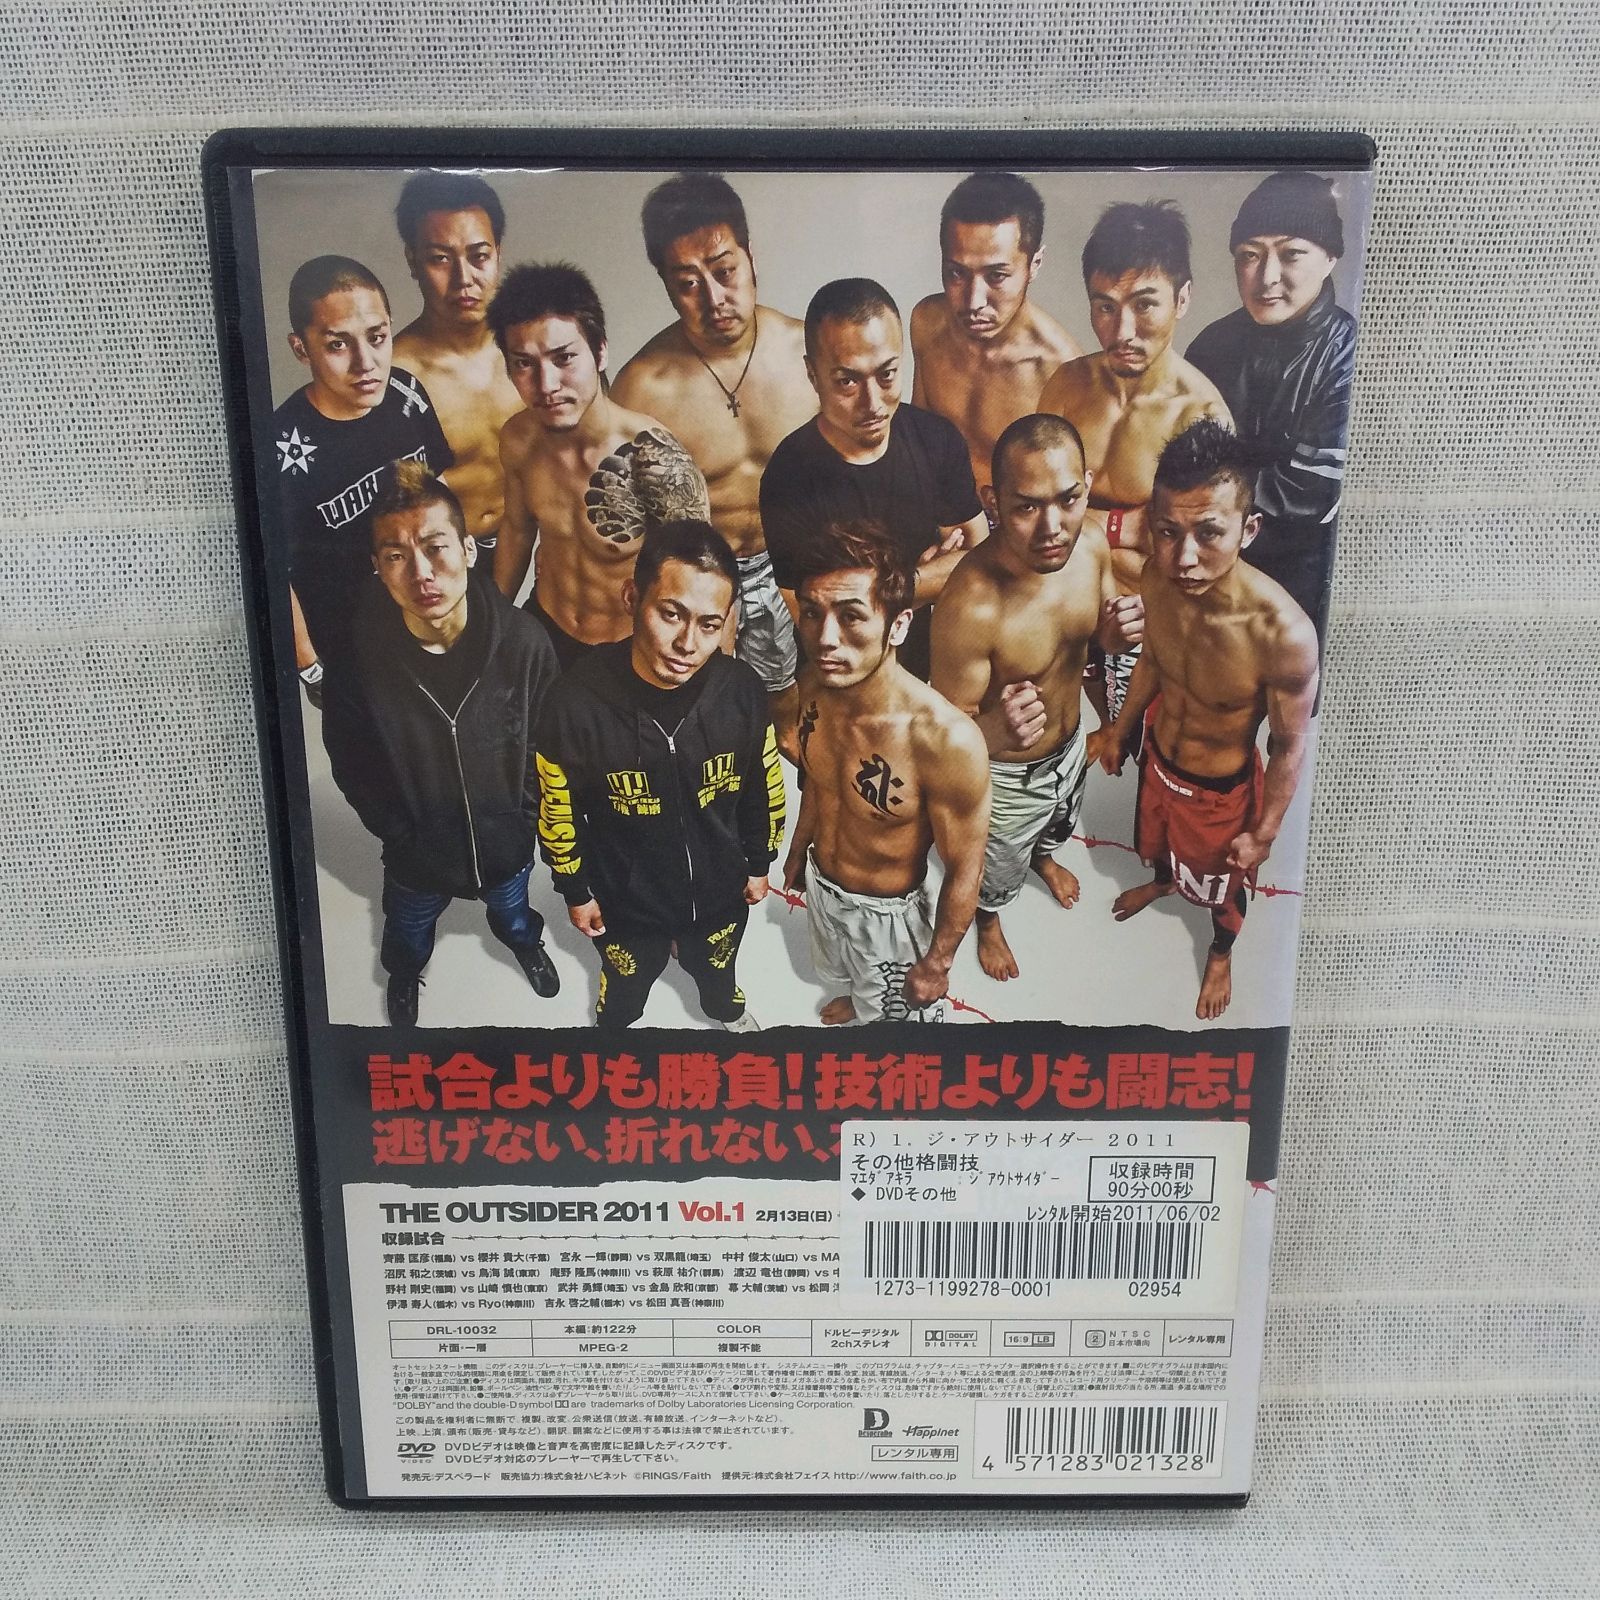 WAR
N1
試合よりも勝負!技術よりも闘志!
逃げない、折れない、
R) 1. ジ・アウトサイダー 2011
その他格闘技
マエダアキラ ジアウトサイダー
◆ DVDその他
収録時間
90分00秒
レンタル開始2011/06/02
1273-1199278-0001 02954
THE OUTSIDER 2011 Vol.1 2月13日(日)
収録試合
齊藤 匡彦(福島) vs 櫻井 貴大(千葉) 宮永 一輝(静岡) vs 双黒龍(埼玉) 中村 俊太(山口) vs MA
沼尻 和之(茨城) vs 鳥海 誠(東京) 庵野 隆馬(神奈川) vs 萩原 祐介(群馬) 渡辺 竜也(静岡) vs 中
野村 剛史(福岡) vs 山崎 慎也(東京) 武井 勇輝(埼玉) vs 金島 欣和(京都) 幕 大輔(茨城) vs 松岡
伊澤 寿人(栃木) vs Ryo(神奈川) 吉永 啓之輔(栃木) vs 松田 真吾(神奈川)
DRL-10032 本編:約122分 COLOR ドルビーデジタル 2chステレオ DOLBY DIGITAL 16:9 LB 2 NTSC 日本市場向 レンタル専用
片面・一層 MPEG-2 複製不能
"DOLBY"and the double-D symbol are trademarks of Dolby Laboratories Licensing Corporation.
この製品を権利者に無断で、複製、改変、公衆送信(放送、有線放送、インターネットなど)、
上映、上演、頒布(販売・貸与など)、翻訳、翻案などに使用する事は法律で禁止されています。
DVD VIDEO
DVDビデオは映像と音声を高密度に記録したディスクです。
DVDビデオ対応のプレーヤーで再生して下さい。
Desperado Happinet
レンタル専用
4 571283 021328
発売元:デスペラード 販売協力:株式会社ハピネット ©RINGS/Faith 提供元:株式会社フェイス http://www.faith.co.jp